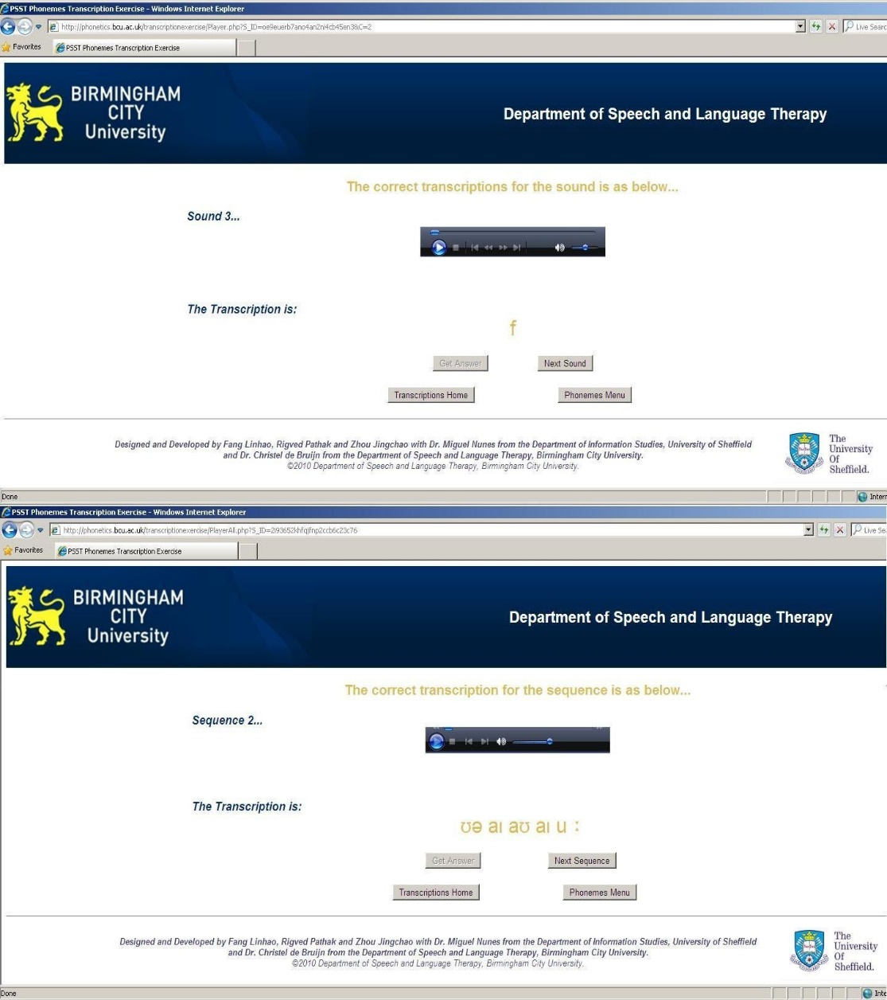 PSST Phonemes Transcription Exercise - Windows Internet Explorer
http://phonetics.bcu.ac.uk/transcriptionexercise/Player.php?S_ID=oe9euerb7ano4an2ni4cb45en3&C=2
Live Searc
Favorites PSST Phonemes Transcription Exercise
BIRMINGHAM
CITY
University
Department of Speech and Language Therapy
The correct transcriptions for the sound is as below...
Sound 3...
The Transcription is:
f
Get Answer Next Sound
Transcriptions Home Phonemes Menu
Designed and Developed by Fang Linhao, Rigved Pathak and Zhou Jingchao with Dr. Miguel Nunes from the Department of Information Studies, University of Sheffield
and Dr. Christel de Bruijn from the Department of Speech and Language Therapy, Birmingham City University.
©2010 Department of Speech and Language Therapy, Birmingham City University.
The
University
Of
Sheffield.
Done Intern
PSST Phonemes Transcription Exercise - Windows Internet Explorer
Live Se
Favorites PSST Phonemes Transcription Exercise
BIRMINGHAM
CITY
University
Department of Speech and Language Therapy
The correct transcription for the sequence is as below...
Sequence 2...
The Transcription is:
ʊə aɪ aʊ aɪ u ː
Get Answer Next Sequence
Transcriptions Home Phonemes Menu
Designed and Developed by Fang Linhao, Rigved Pathak and Zhou Jingchao with Dr. Miguel Nunes from the Department of Information Studies, University of Sheffield
and Dr. Christel de Bruijn from the Department of Speech and Language Therapy, Birmingham City University.
©2010 Department of Speech and Language Therapy, Birmingham City University.
The
University
Of
Sheffield.
Done Inte